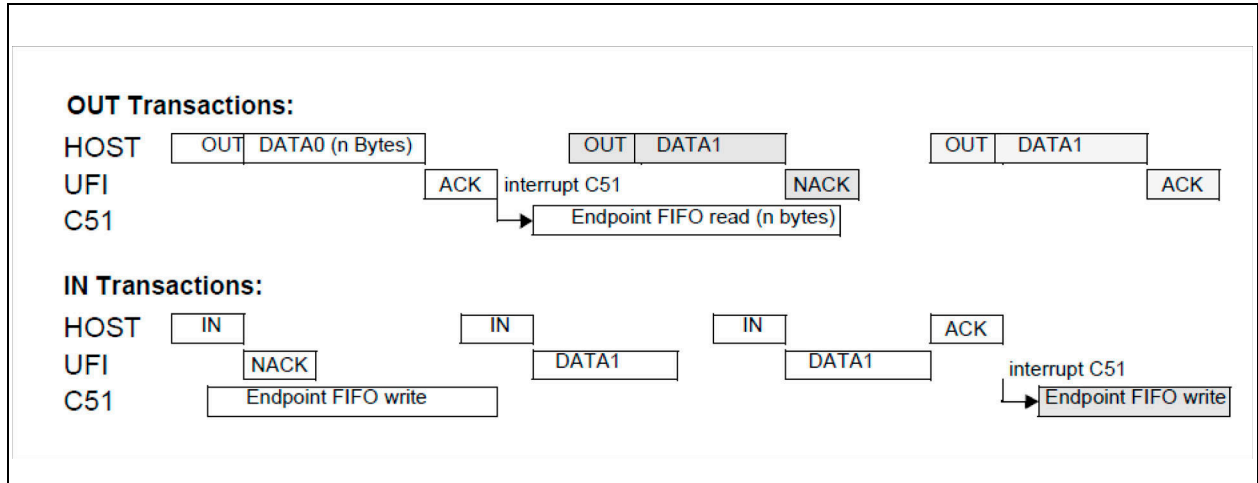 OUT Transactions:
HOST OUT DATA0 (n Bytes) OUT DATA1 OUT DATA1
UFI ACK interrupt C51 NACK ACK
C51 Endpoint FIFO read (n bytes)
IN Transactions:
HOST IN IN IN ACK
UFI NACK DATA1 DATA1 interrupt C51
C51 Endpoint FIFO write Endpoint FIFO write